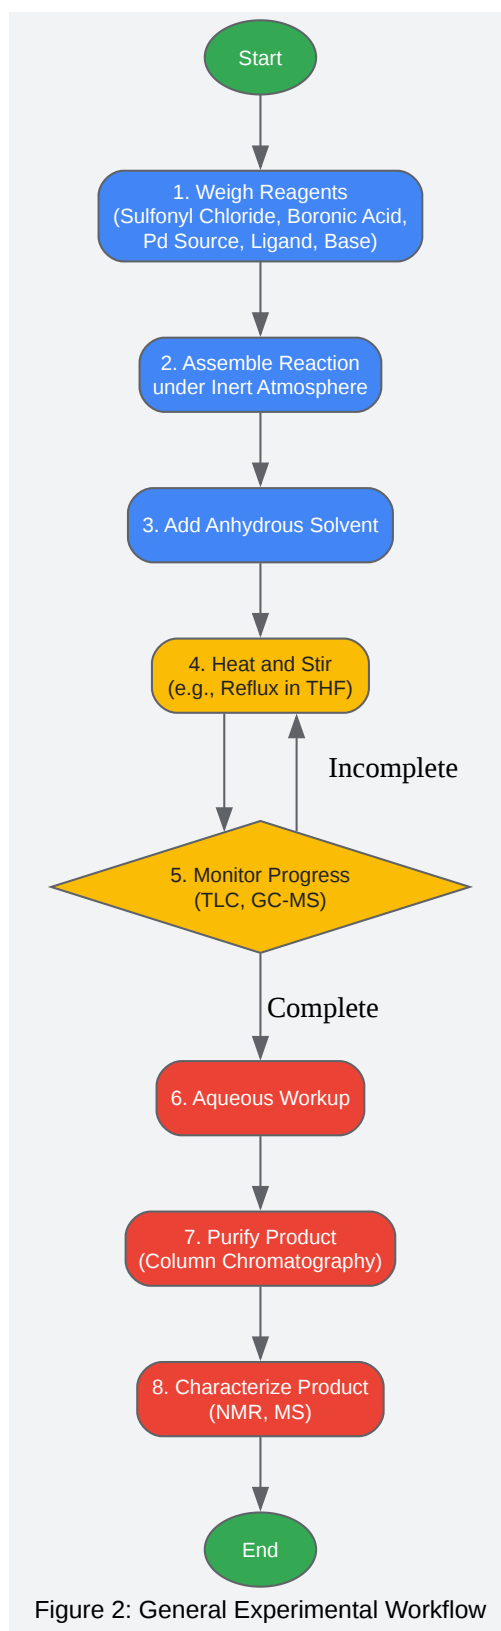 Start
1. Weigh Reagents
(Sulfonyl Chloride, Boronic Acid,
Pd Source, Ligand, Base)
2. Assemble Reaction
under Inert Atmosphere
3. Add Anhydrous Solvent
4. Heat and Stir
(e.g., Reflux in THF)
Incomplete
5. Monitor Progress
(TLC, GC-MS)
Complete
6. Aqueous Workup
7. Purify Product
(Column Chromatography)
8. Characterize Product
(NMR, MS)
End
Figure 2: General Experimental Workflow